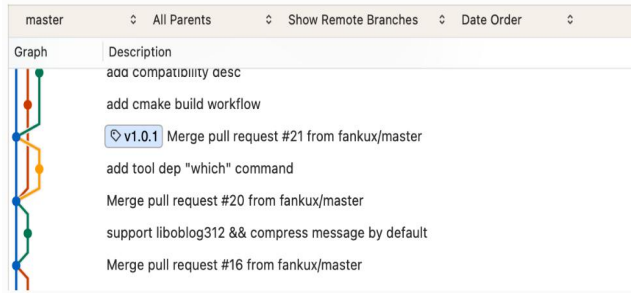 master All Parents Show Remote Branches Date Order
Graph Description
add compatibility desc
add cmake build workflow
v1.0.1 Merge pull request #21 from fankux/master
add tool dep "which" command
Merge pull request #20 from fankux/master
support liboblog312 && compress message by default
Merge pull request #16 from fankux/master